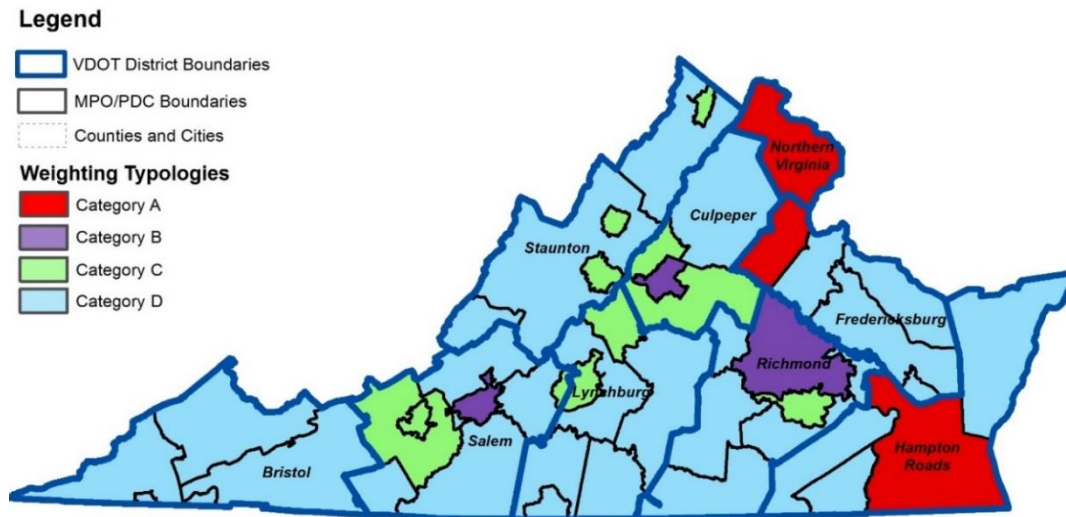 Legend
VDOT District Boundaries
MPO/PDC Boundaries
Counties and Cities
Weighting Typologies
Category A
Category B
Category C
Category D
Northern
Virginia
Culpeper
Staunton
Fredericksburg
Richmond
Lynchburg
Salem
Hampton
Roads
Bristol